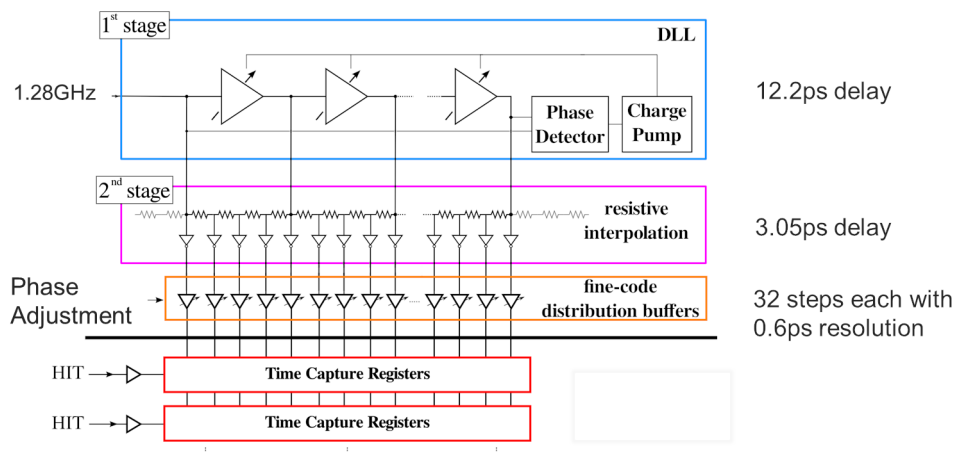 1st stage
DLL
1.28GHz
Phase
Detector
Charge
Pump
12.2ps delay
2nd stage
resistive
interpolation
3.05ps delay
Phase
Adjustment
fine-code
distribution buffers
32 steps each with
0.6ps resolution
HIT
Time Capture Registers
HIT
Time Capture Registers